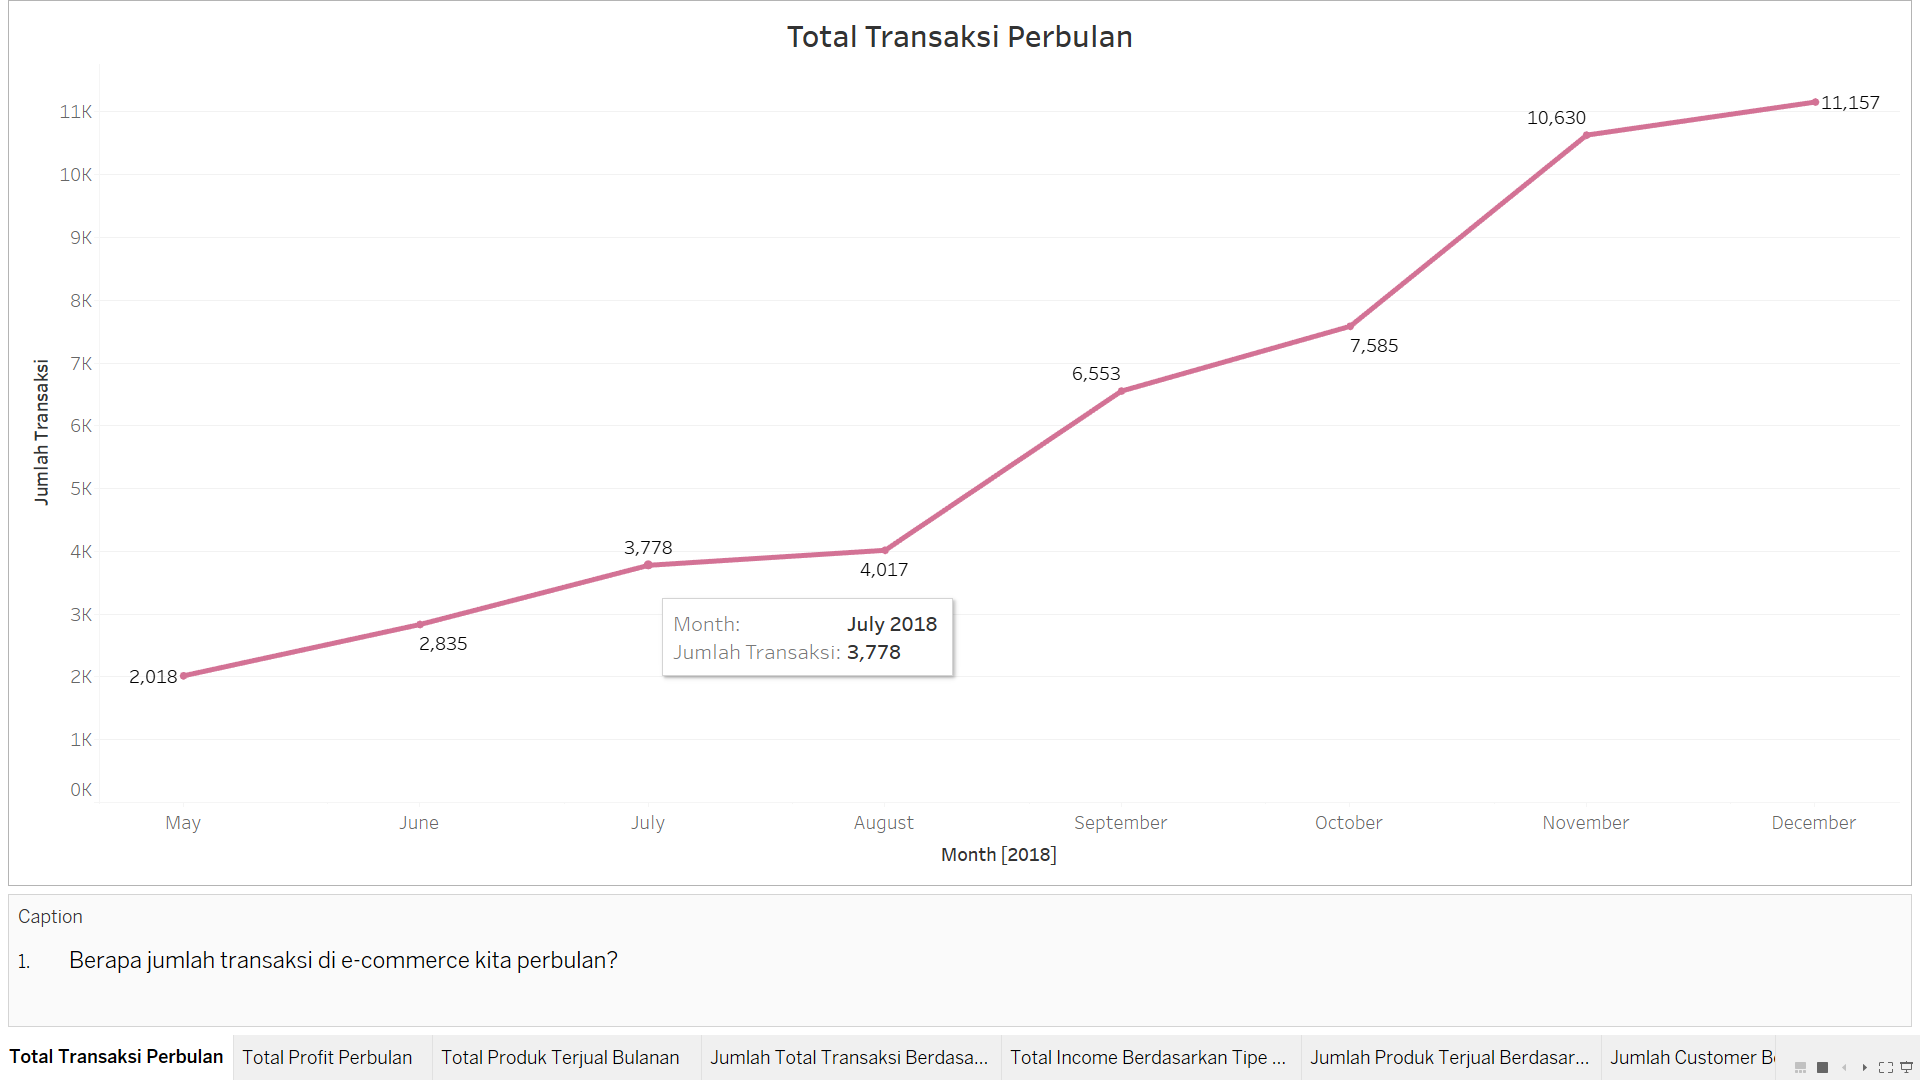 Total Transaksi Perbulan
11K
10K
9K
8K
7K
6K
5K
4K
3K
2K
1K
0K
Jumlah Transaksi
2,018
2,835
3,778
4,017
6,553
7,585
10,630
11,157
Month: July 2018
Jumlah Transaksi: 3,778
May June July August September October November December
Month [2018]
Caption
1. Berapa jumlah transaksi di e-commerce kita perbulan?
Total Transaksi Perbulan Total Profit Perbulan Total Produk Terjual Bulanan Jumlah Total Transaksi Berdasa... Total Income Berdasarkan Tipe ... Jumlah Produk Terjual Berdasar... Jumlah Customer